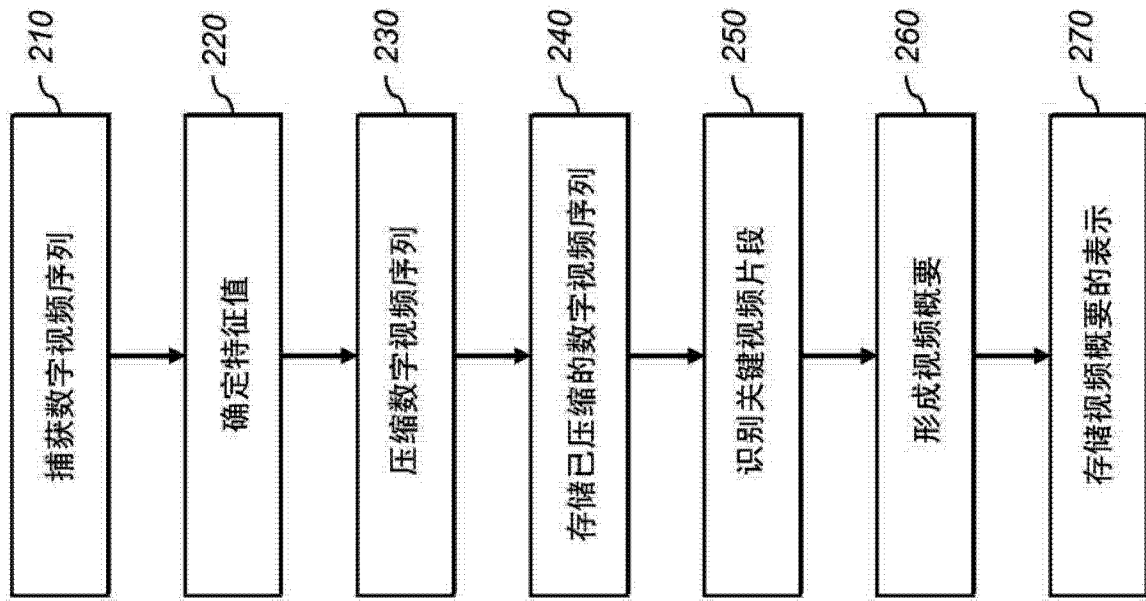 捕获数字视频序列
210
确定特征值
220
压缩数字视频序列
230
存储已压缩的数字视频序列
240
识别关键视频片段
250
形成视频概要
260
存储视频概要的表示
270